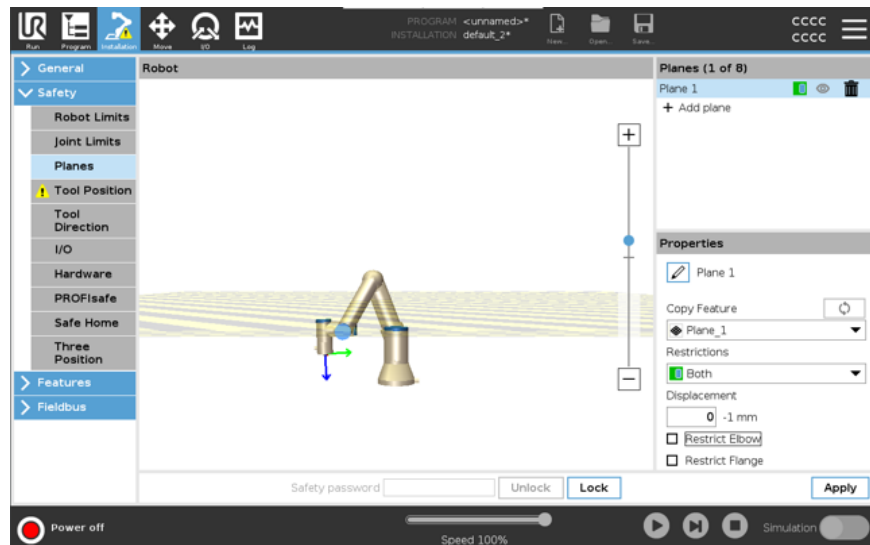 UR
PROGRAM <unnamed>*
INSTALLATION default_2*
Run Program Installation Move I/O Log
New... Open... Save...
cccc
cccc
General
Safety
Robot Limits
Joint Limits
Planes
Tool Position
Tool
Direction
I/O
Hardware
PROFIsafe
Safe Home
Three
Position
Features
Fieldbus
Robot
Planes (1 of 8)
Plane 1
+ Add plane
Properties
Plane 1
Copy Feature
Plane_1
Restrictions
Both
Displacement
0 -1 mm
Restrict Elbow
Restrict Flange
Safety password Unlock Lock
Apply
Power off
Speed 100%
Simulation